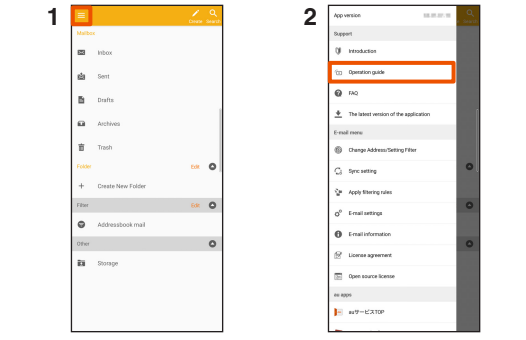 1
Create Search
Mailbox
Inbox
Sent
Drafts
Archives
Trash
Folder Edit
Create New Folder
Filter Edit
Addressbook mail
Other
Storage
2
App version
Support
Introduction
Operation guide
FAQ
The latest version of the application
E-mail menu
Change Address/Setting Filter
Sync setting
Apply filtering rules
E-mail settings
E-mail Information
License agreement
Open source license
au apps
auサービスTOP